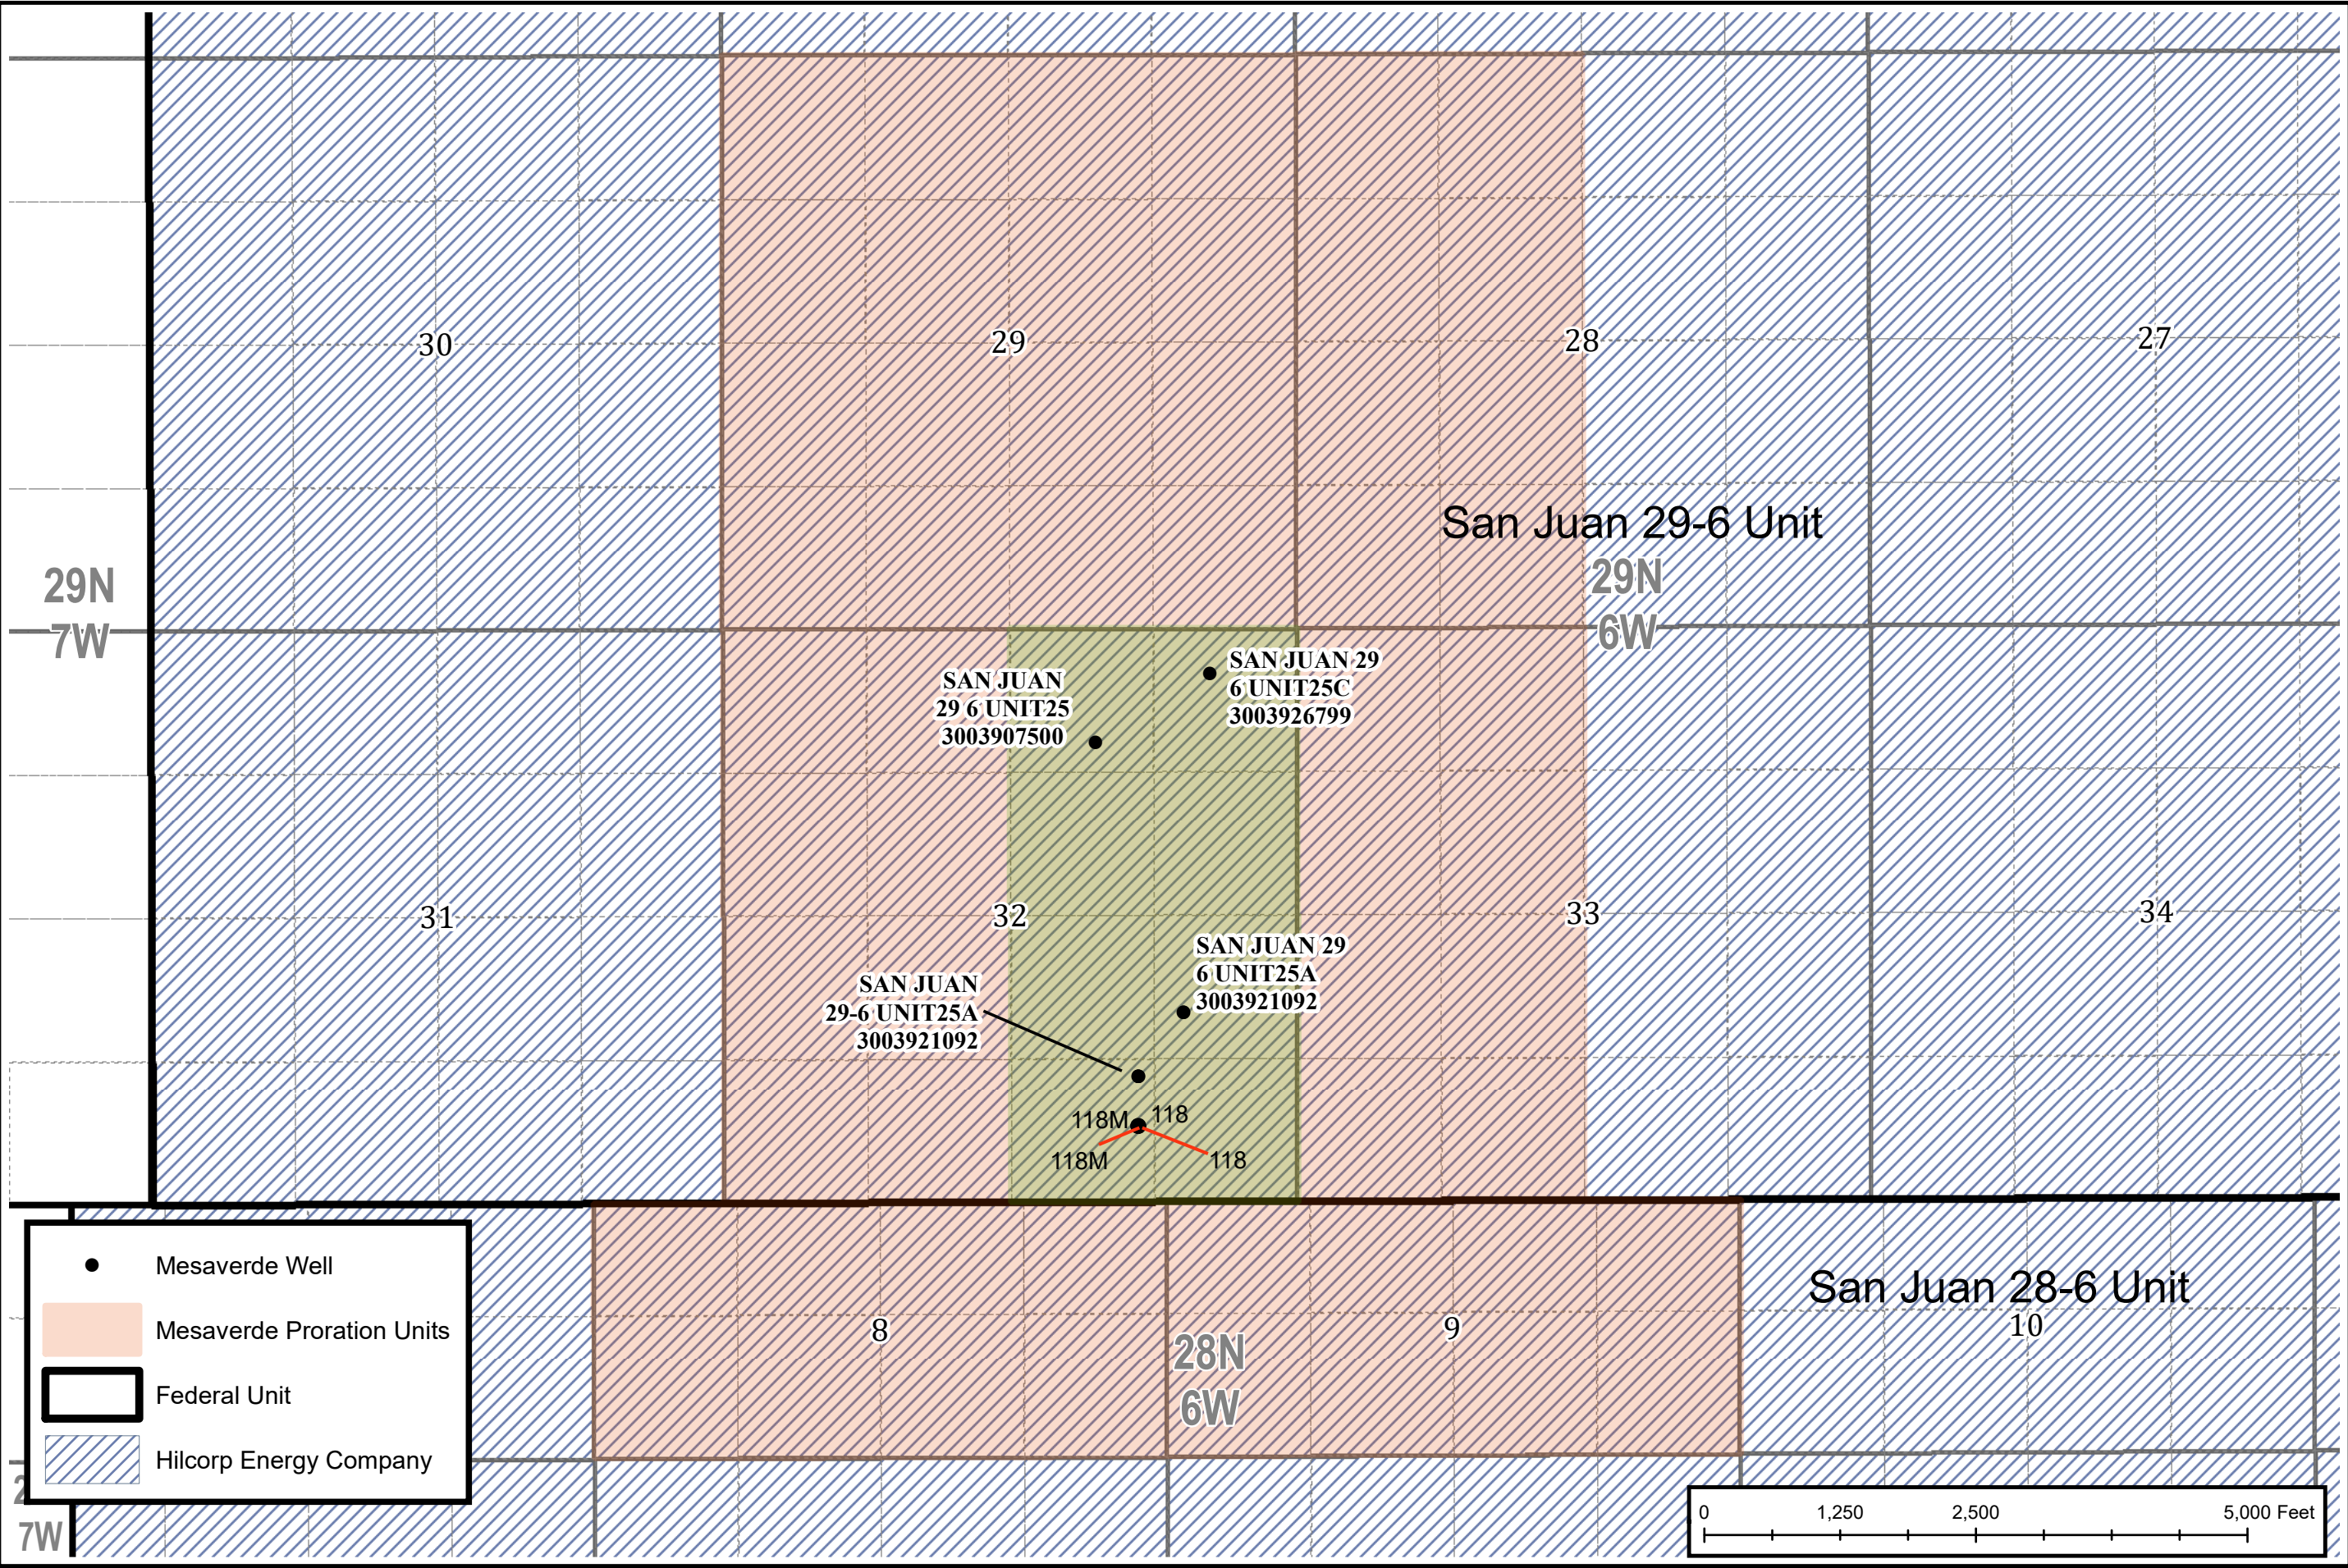 30
29
28
27
San Juan 29-6 Unit
29N
7W
29N
6W
SAN JUAN
29 6 UNIT25
3003907500
SAN JUAN 29
6 UNIT25C
3003926799
31
32
33
34
SAN JUAN 29
6 UNIT25A
3003921092
SAN JUAN
29-6 UNIT25A
3003921092
118M
118
118M
118
Mesaverde Well
Mesaverde Proration Units
Federal Unit
Hilcorp Energy Company
San Juan 28-6 Unit
8
9
10
28N
6W
2
7W
0 1,250 2,500 5,000 Feet